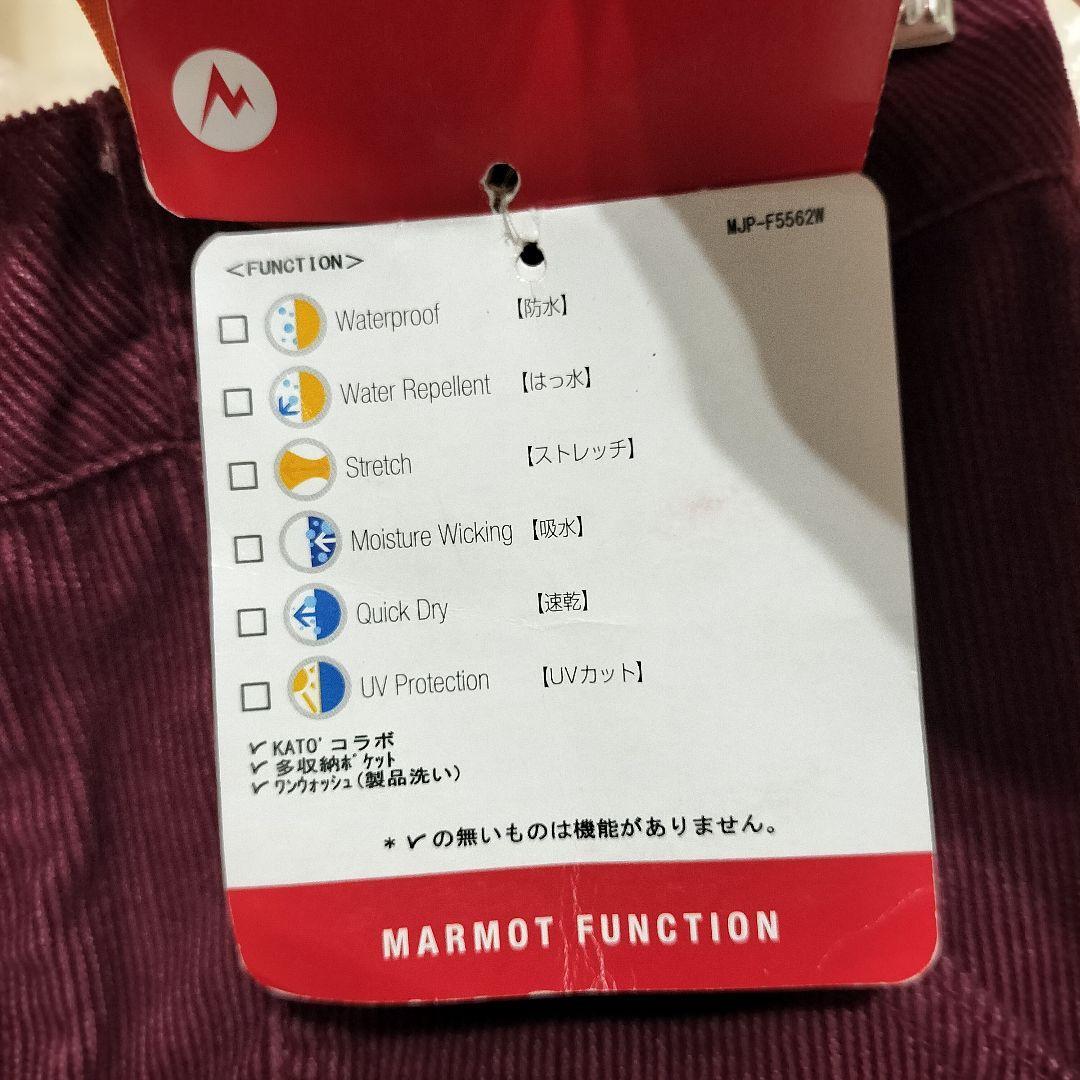 MJP-F5562W
<FUNCTION>
□ Waterproof 【防水】
□ Water Repellent 【はっ水】
□ Stretch 【ストレッチ】
□ Moisture Wicking 【吸水】
□ Quick Dry 【速乾】
□ UV Protection 【UVカット】
✓ KATO'コラボ
✓ 多収納ﾎﾟｹｯﾄ
✓ ﾜﾝｳｫｯｼｭ(製品洗い)
* ✓の無いものは機能がありません。
MARMOT FUNCTION